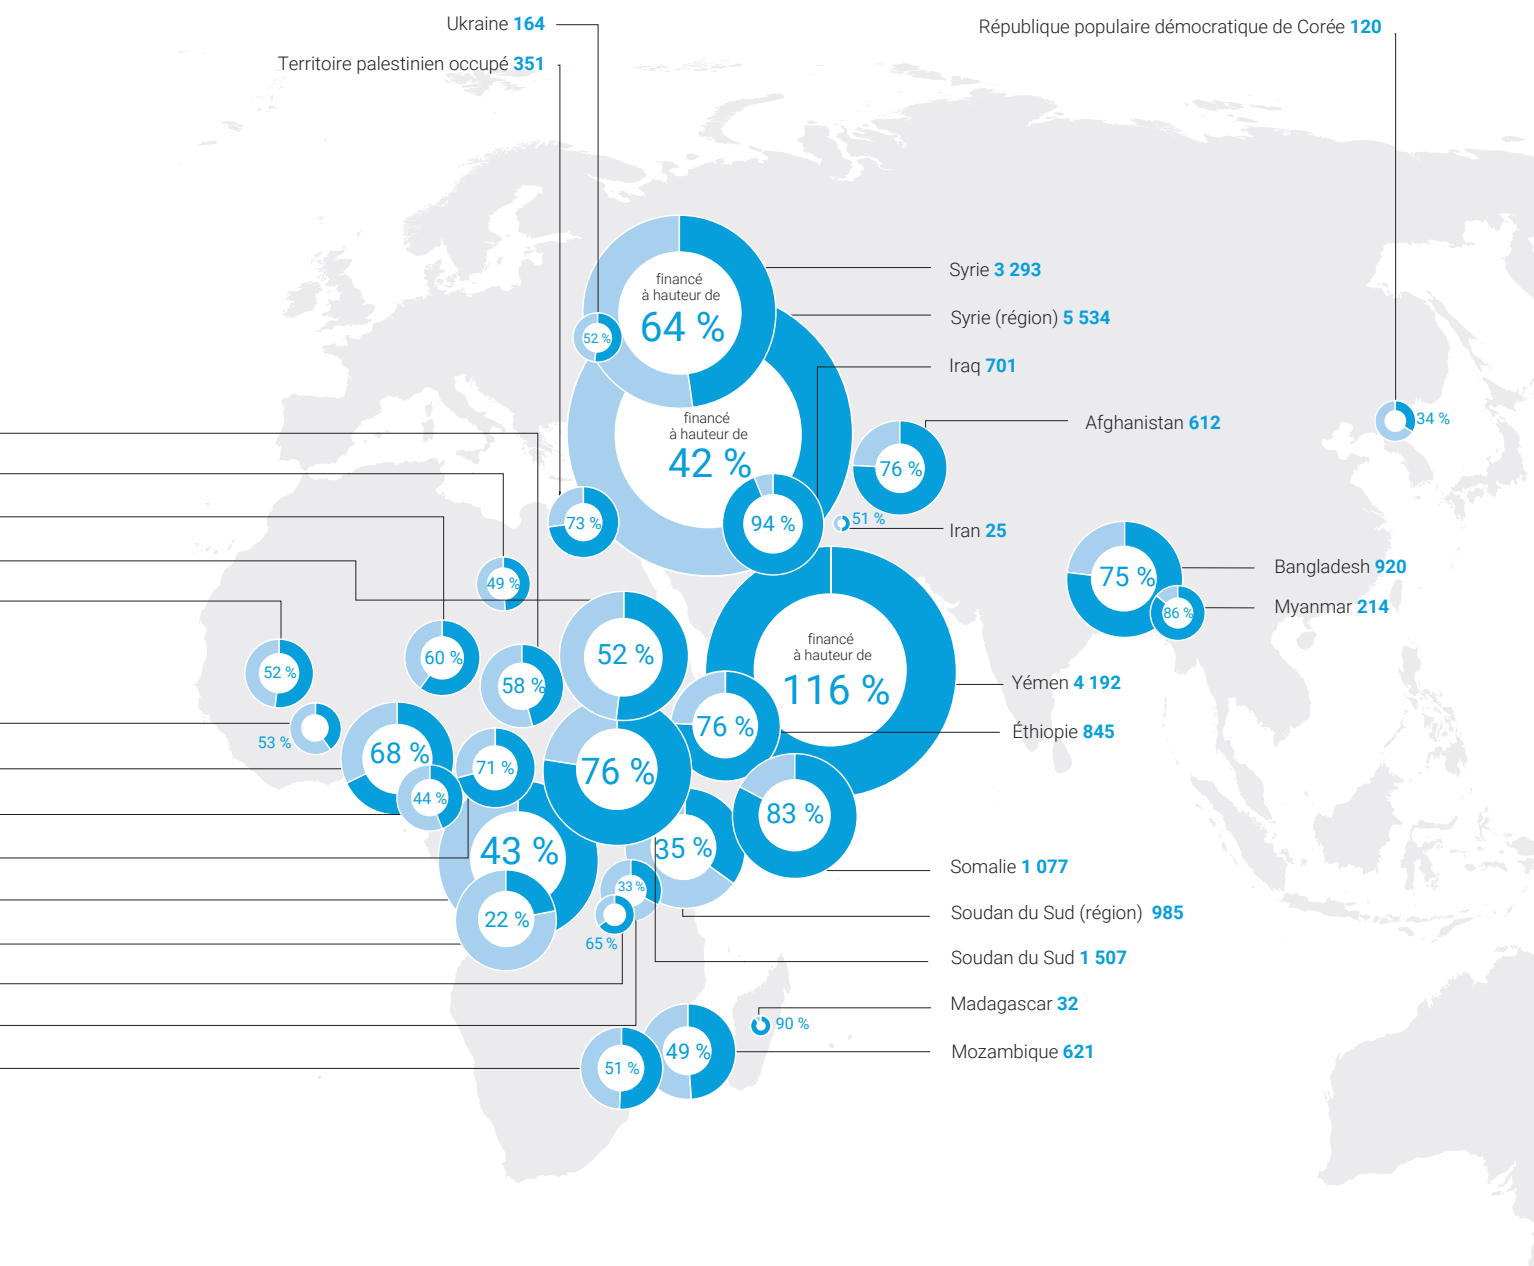 Ukraine 164
République populaire démocratique de Corée 120
Territoire palestinien occupé 351
Syrie 3 293
financé
à hauteur de
64 %
52 %
Syrie (région) 5 534
Iraq 701
financé
à hauteur de
42 %
Afghanistan 612
34 %
76 %
73 %
94 %
51 %
Iran 25
Bangladesh 920
75 %
49 %
Myanmar 214
86 %
financé
à hauteur de
116 %
52 %
60 %
52 %
58 %
Yémen 4 192
76 %
Éthiopie 845
53 %
68 %
71 %
76 %
44 %
83 %
43 %
35 %
Somalie 1 077
33 %
22 %
Soudan du Sud (région) 985
65 %
Soudan du Sud 1 507
Madagascar 32
90 %
49 %
Mozambique 621
51 %